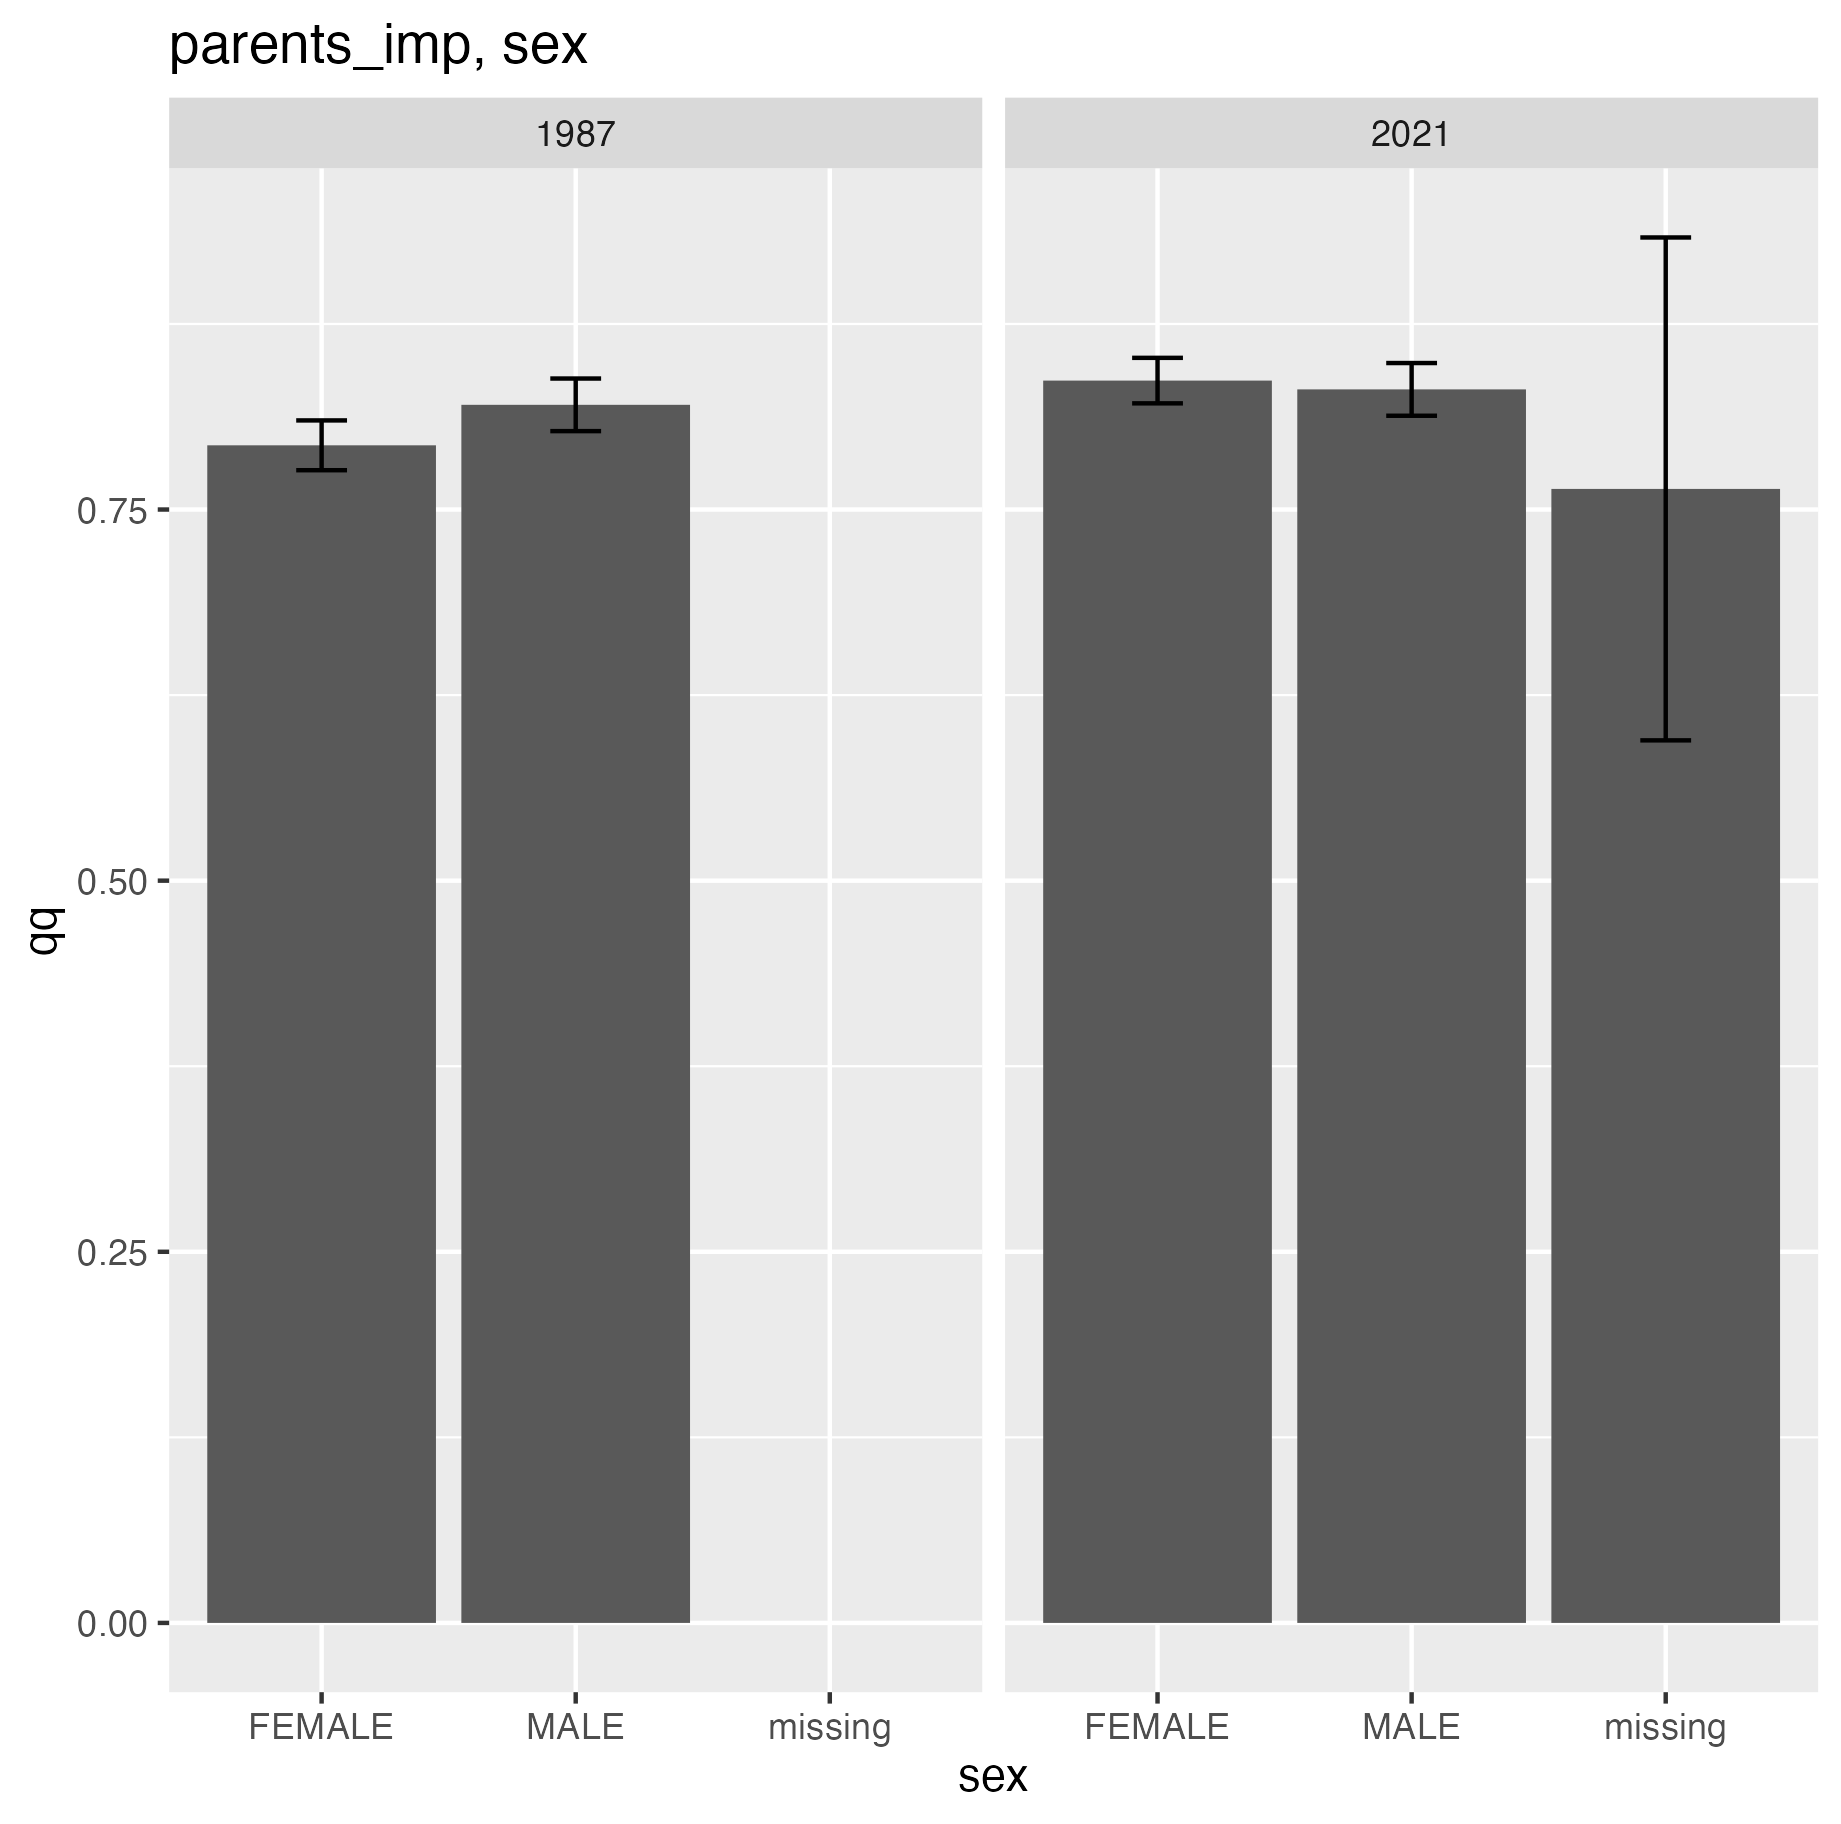 parents_imp, sex
1987
2021
qq
0.75
0.50
0.25
0.00
FEMALE MALE missing
FEMALE MALE missing
sex